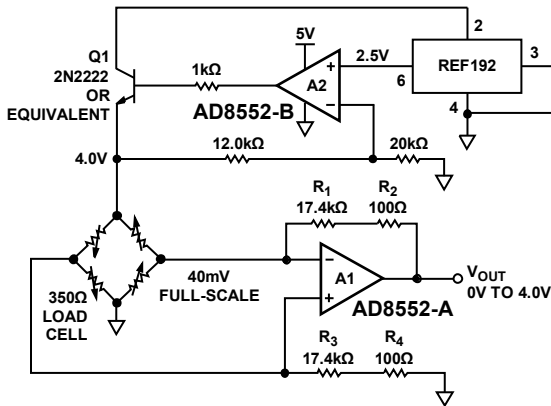 Q1
2N2222
OR
EQUIVALENT
1kΩ
5V
A2
AD8552-B
2.5V
2
6
3
REF192
4
4.0V
12.0kΩ
20kΩ
R1
17.4kΩ
R2
100Ω
350Ω
LOAD
CELL
40mV
FULL-SCALE
A1
AD8552-A
VOUT
0V TO 4.0V
R3
17.4kΩ
R4
100Ω